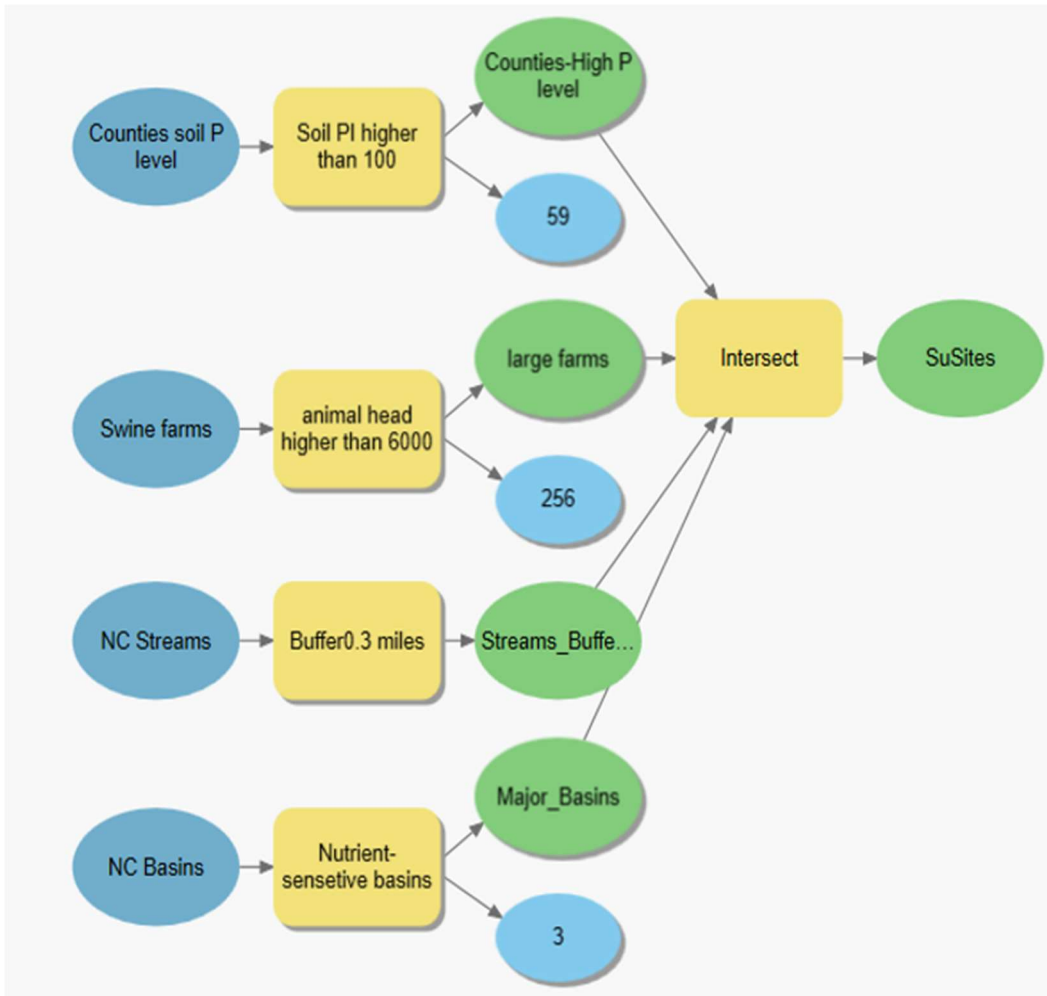 Counties soil P
level
Soil PI higher
than 100
Counties-High P
level
59
Swine farms
animal head
higher than 6000
large farms
256
Intersect
SuSites
NC Streams
Buffer0.3 miles
Streams_Buffe...
NC Basins
Nutrient-
sensetive basins
Major_Basins
3